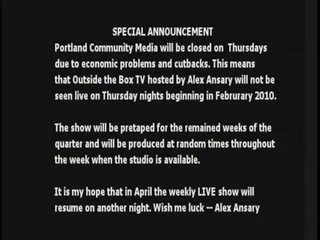 SPECIAL ANNOUNCEMENT
Portland Community Media will be closed on Thursdays
due to economic problems and cutbacks. This means
that Outside the Box TV hosted by Alex Ansary will not be
seen live on Thursday nights beginning in Februrary 2010.
The show will be pretaped for the remained weeks of the
quarter and will be produced at random times throughout
the week when the studio is available.
It is my hope that in April the weekly LIVE show will
resume on another night. Wish me luck -- Alex Ansary